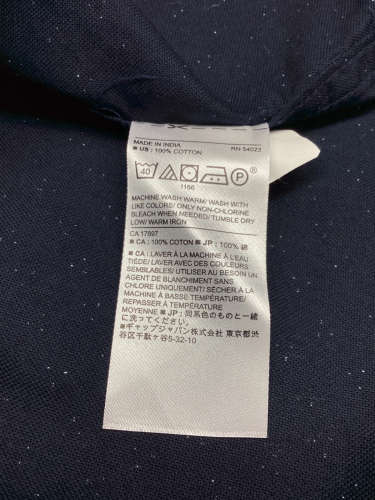 MADE IN INDIA RN 54023
■ US : 100% COTTON
40 P ®
1166
MACHINE WASH WARM/ WASH WITH
LIKE COLORS/ ONLY NON-CHLORINE
BLEACH WHEN NEEDED/ TUMBLE DRY
LOW/ WARM IRON
CA 17897
■ CA : 100% COTON ■ JP : 100% 綿
■ CA : LAVER À LA MACHINE À L'EAU
TIÈDE/ LAVER AVEC DES COULEURS
SEMBLABLES/ UTILISER AU BESOIN UN
AGENT DE BLANCHIMENT SANS
CHLORE UNIQUEMENT/ SÉCHER À LA
MACHINE À BASSE TEMPÉRATURE/
REPASSER À TEMPÉRATURE
MOYENNE ■ JP : 同系色のものと一緒
に洗ってください。
■ギャップジャパン株式会社 東京都渋
谷区千駄ヶ谷5-32-10